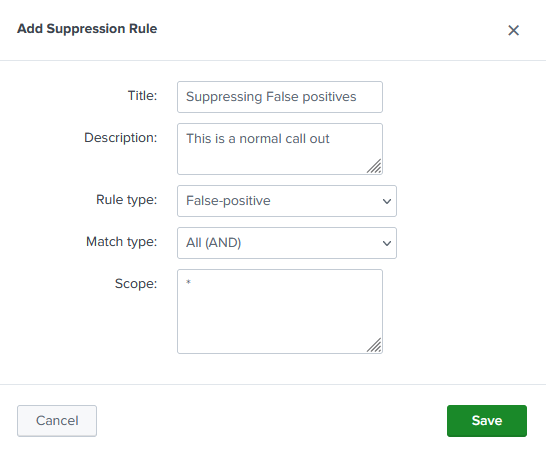 Add Suppression Rule
Title: Suppressing False positives
Description: This is a normal call out
Rule type: False-positive
Match type: All (AND)
Scope: *
Cancel Save